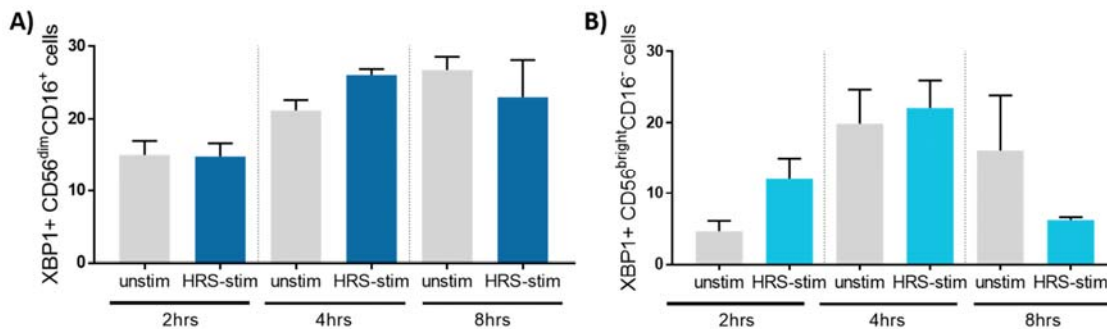 A)
XBP1+ CD56dimCD16+ cells
30
20
10
0
unstim HRS-stim unstim HRS-stim unstim HRS-stim
2hrs 4hrs 8hrs
B)
XBP1+ CD56brightCD16- cells
30
20
10
0
unstim HRS-stim unstim HRS-stim unstim HRS-stim
2hrs 4hrs 8hrs